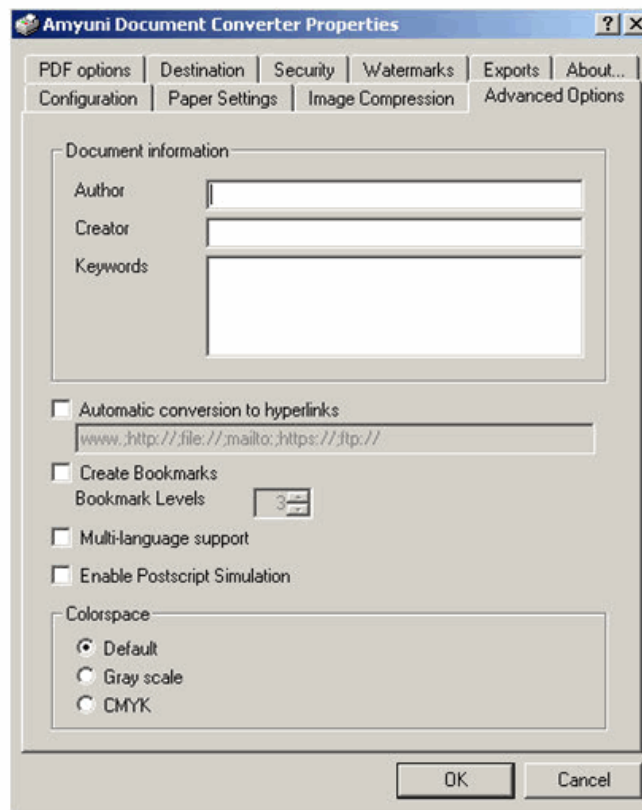 Amyuni Document Converter Properties
PDF options Destination Security Watermarks Exports About...
Configuration Paper Settings Image Compression Advanced Options
Document information
Author
Creator
Keywords
Automatic conversion to hyperlinks
www.;http://;file://;mailto:;https://;ftp://
Create Bookmarks
Bookmark Levels 3
Multi-language support
Enable Postscript Simulation
Colorspace
Default
Gray scale
CMYK
OK Cancel